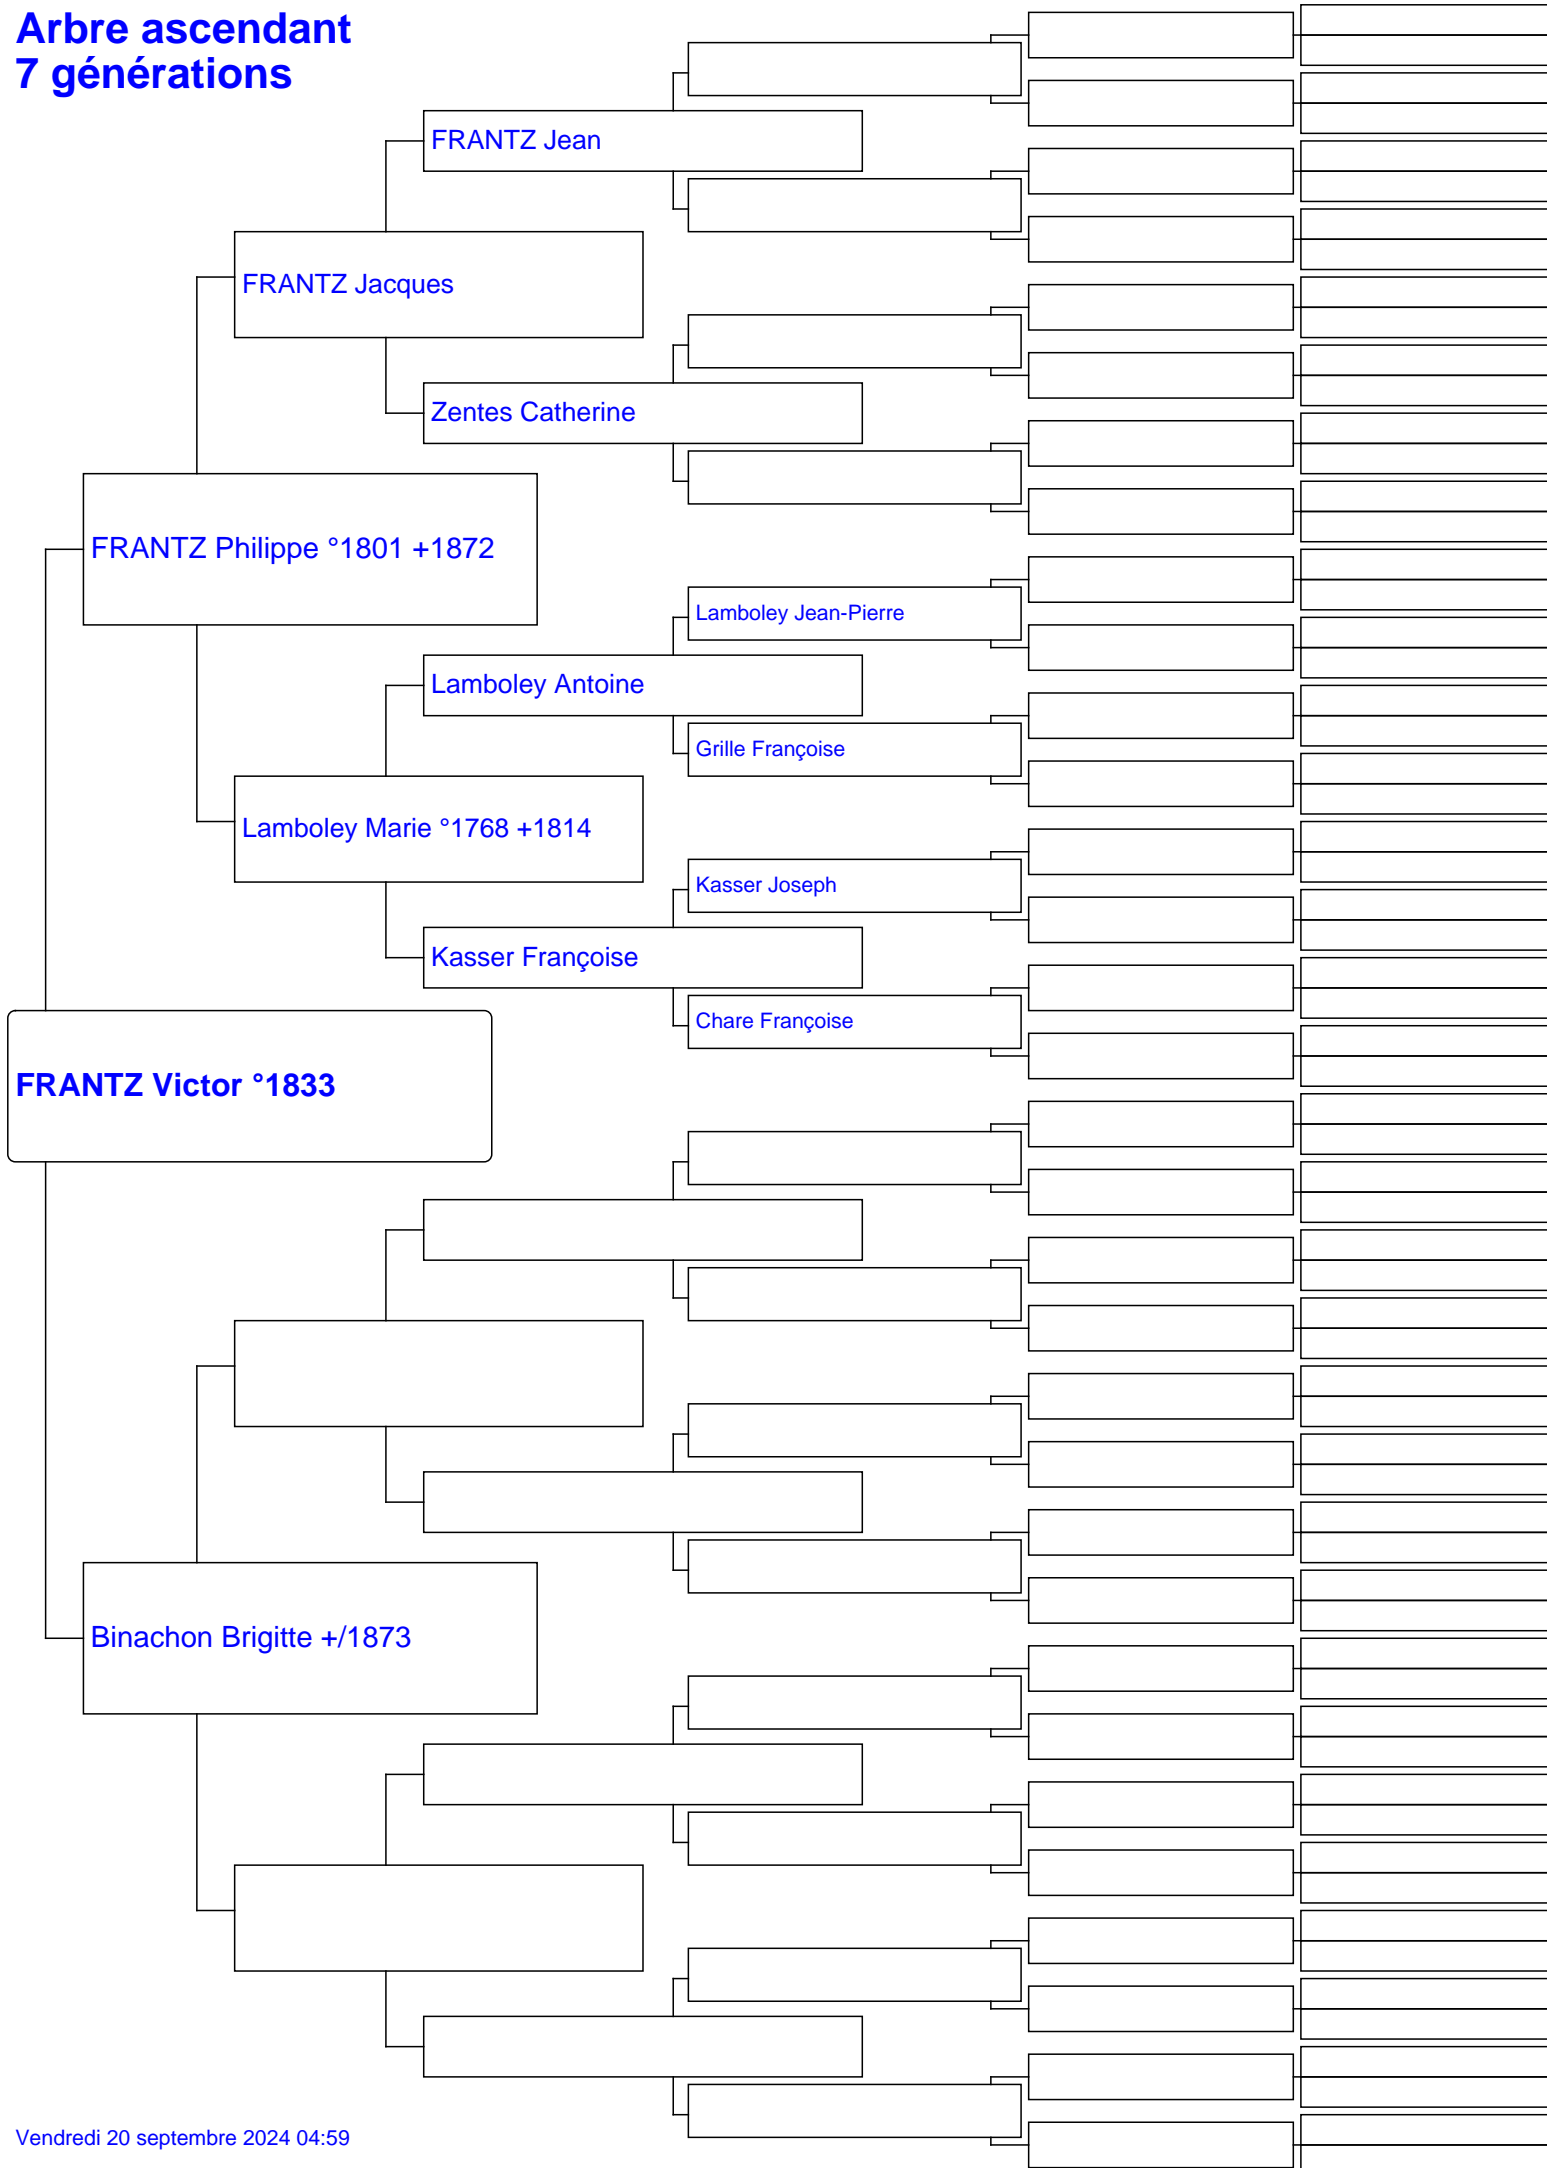 Arbre ascendant
7 générations
FRANTZ Jean
FRANTZ Jacques
Zentes Catherine
FRANTZ Philippe °1801 +1872
Lamboley Jean-Pierre
Lamboley Antoine
Grille Françoise
Lamboley Marie °1768 +1814
Kasser Joseph
Kasser Françoise
Chare Françoise
FRANTZ Victor °1833
Binachon Brigitte +/1873
Vendredi 20 septembre 2024 04:59